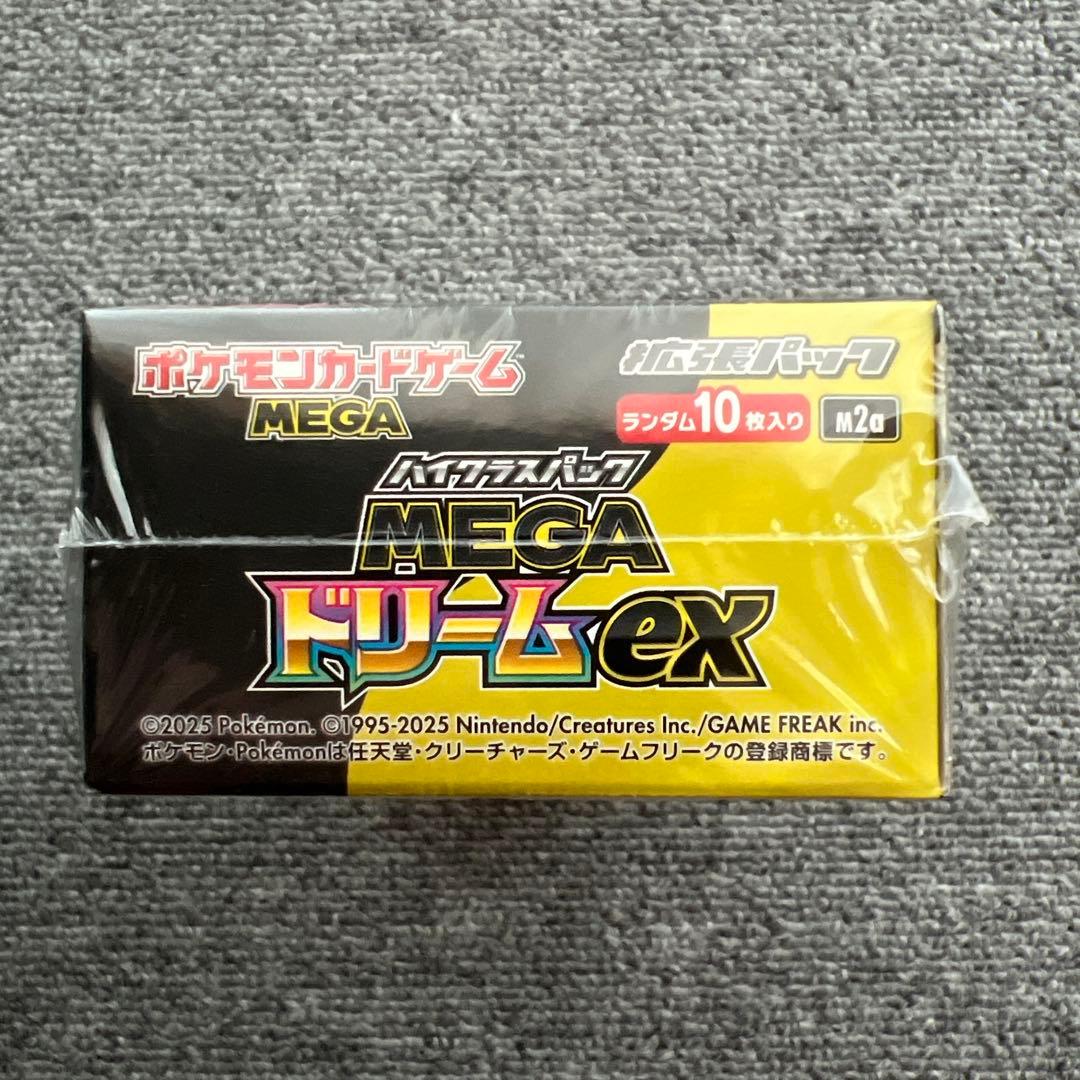 ポケモンカードゲーム™
MEGA
拡張パック
ランダム10枚入り
M2a
ハイクラスパック
MEGA
ドリームex
©2025 Pokémon. ©1995-2025 Nintendo/Creatures Inc./GAME FREAK inc.
ポケモン・Pokémonは任天堂・クリーチャーズ・ゲームフリークの登録商標です。